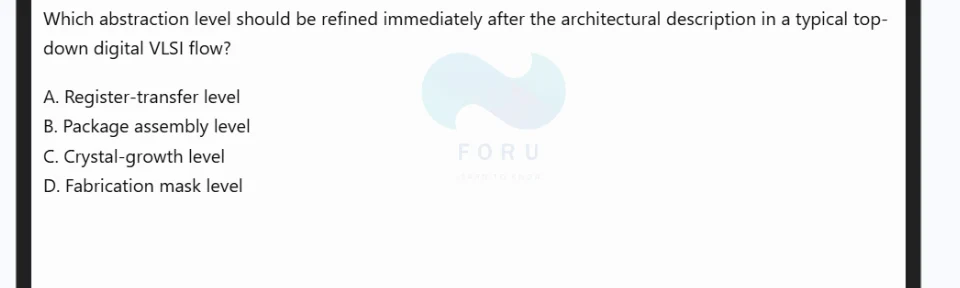 Which abstraction level should be refined immediately after the architectural description in a typical top-
down digital VLSI flow?
A. Register-transfer level
B. Package assembly level
C. Crystal-growth level
D. Fabrication mask level
FORU